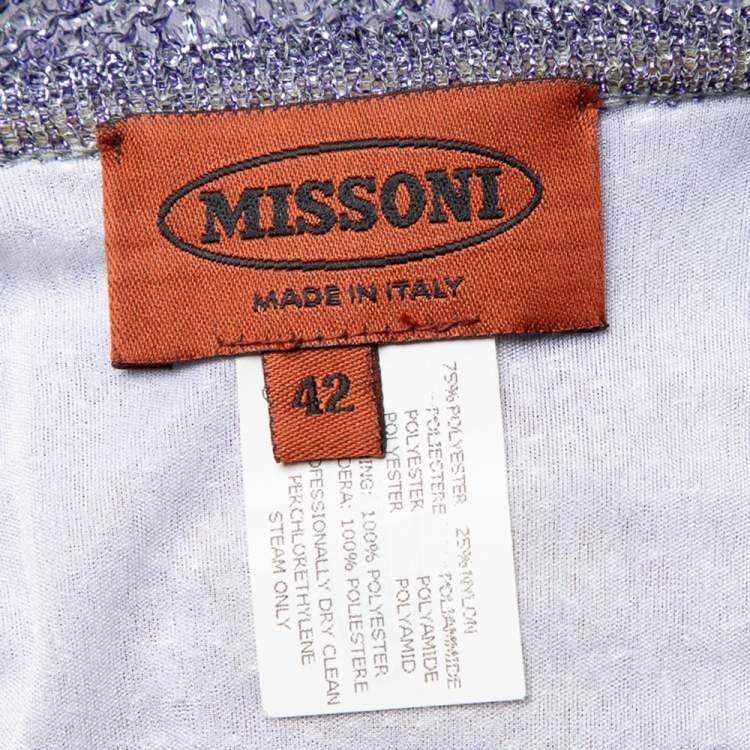 MISSONI
MADE IN ITALY
42
75% POLYESTER 25% NYLON
POLIESTERE POLIAMMIDE
POLYESTER POLYAMIDE
POLYESTER POLYAMID
100% POLYESTER
100% POLIESTERE
DRY CLEAN
PERCHLORETHYLENE
STEAM ONLY